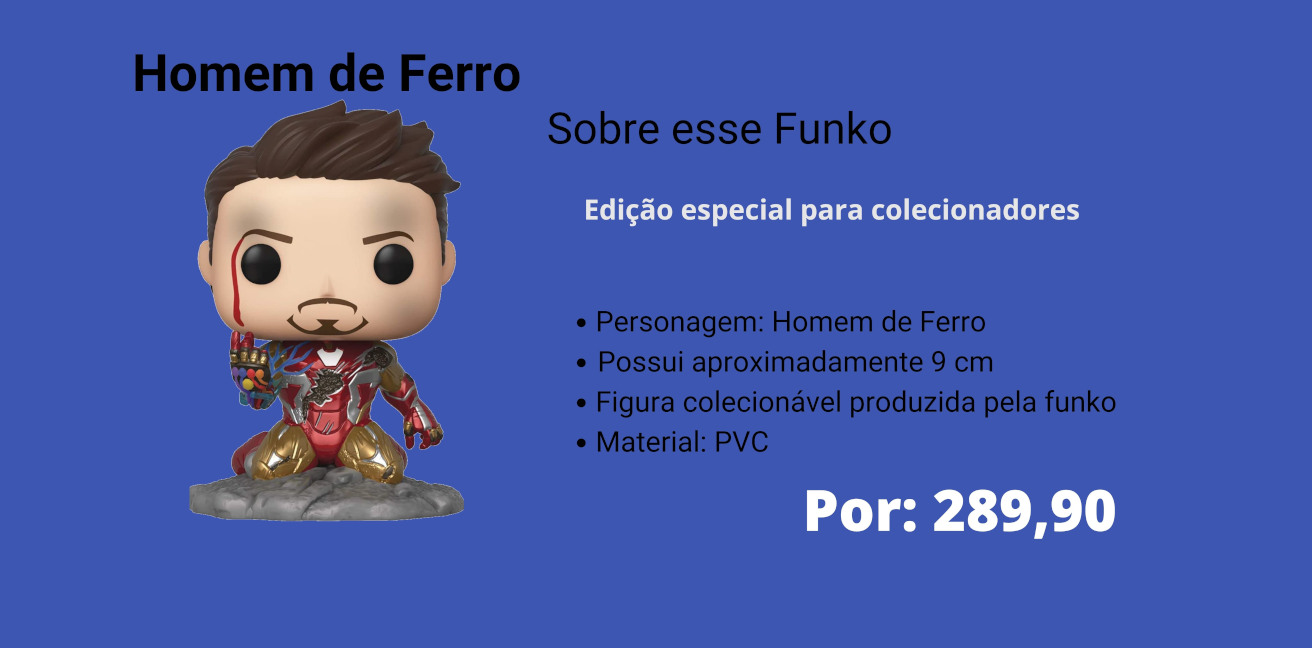 Homem de Ferro
Sobre esse Funko
Edição especial para colecionadores
• Personagem: Homem de Ferro
• Possui aproximadamente 9 cm
• Figura colecionável produzida pela funko
• Material: PVC
Por: 289,90